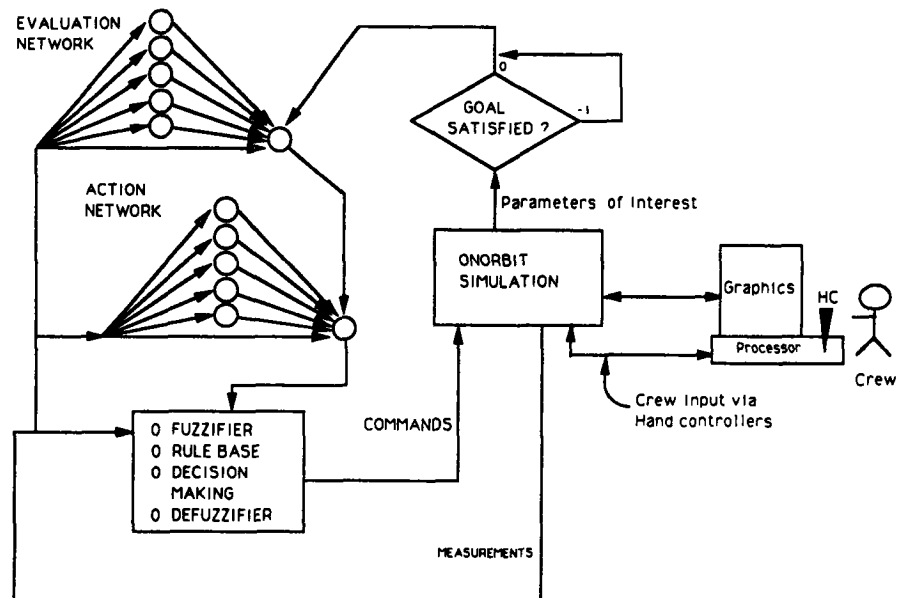 EVALUATION
NETWORK
0
GOAL
SATISFIED ?
-1
ACTION
NETWORK
Parameters of Interest
ONORBIT
SIMULATION
Graphics
HC
Processor
Crew
Crew Input via
Hand controllers
COMMANDS
O FUZZIFIER
O RULE BASE
O DECISION
MAKING
O DEFUZZIFIER
MEASUREMENTS